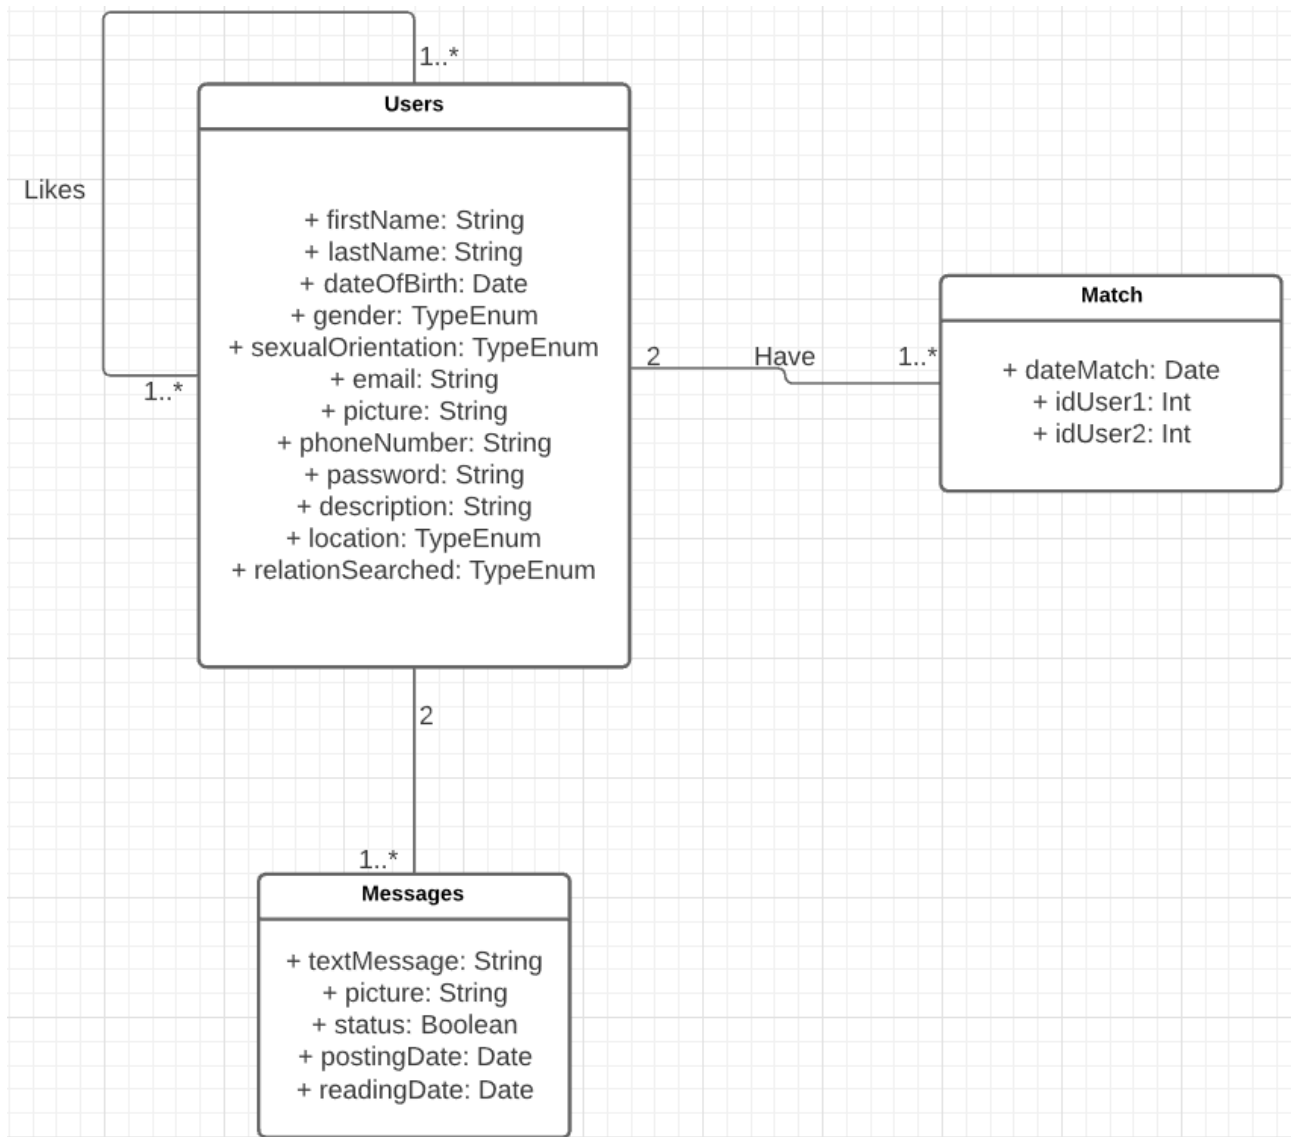 1..*
Users
Likes
+ firstName: String
+ lastName: String
+ dateOfBirth: Date
+ gender: TypeEnum
+ sexualOrientation: TypeEnum
+ email: String
+ picture: String
+ phoneNumber: String
+ password: String
+ description: String
+ location: TypeEnum
+ relationSearched: TypeEnum
1..*
2
Have
1..*
Match
+ dateMatch: Date
+ idUser1: Int
+ idUser2: Int
2
1..*
Messages
+ textMessage: String
+ picture: String
+ status: Boolean
+ postingDate: Date
+ readingDate: Date